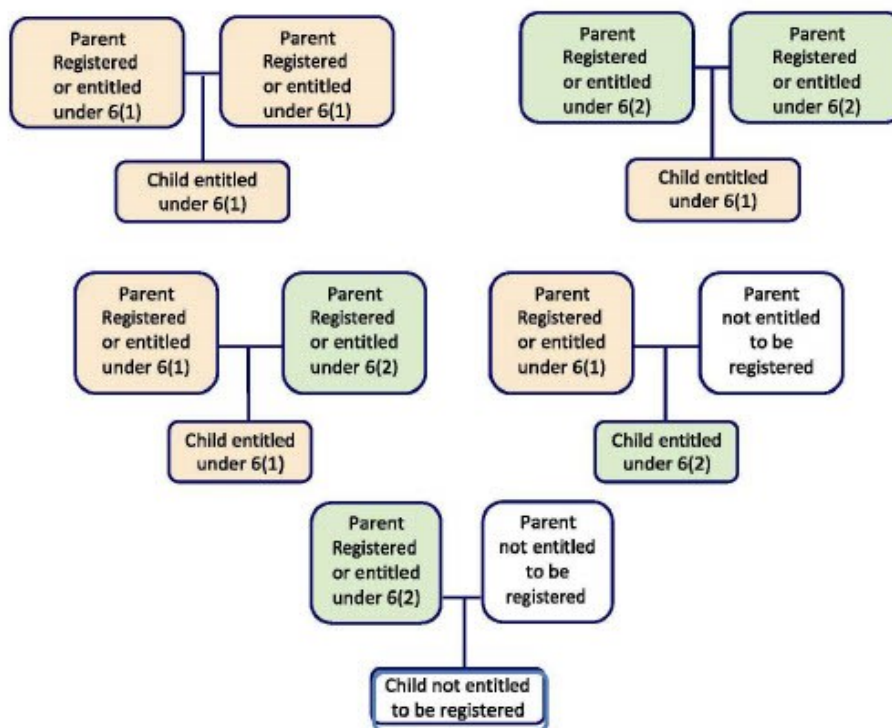 Parent
Registered
or entitled
under 6(1)
Parent
Registered
or entitled
under 6(1)
Child entitled
under 6(1)
Parent
Registered
or entitled
under 6(2)
Parent
Registered
or entitled
under 6(2)
Child entitled
under 6(1)
Parent
Registered
or entitled
under 6(1)
Parent
Registered
or entitled
under 6(2)
Child entitled
under 6(1)
Parent
Registered
or entitled
under 6(1)
Parent
not entitled
to be
registered
Child entitled
under 6(2)
Parent
Registered
or entitled
under 6(2)
Parent
not entitled
to be
registered
Child not entitled
to be registered